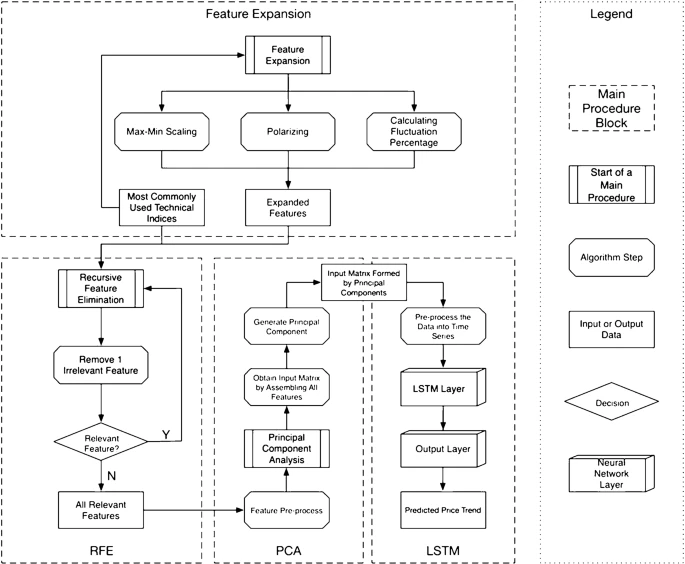 Feature Expansion
Feature
Expansion
Max-Min Scaling
Polarizing
Calculating
Fluctuation
Percentage
Most Commonly
Used Technical
Indices
Expanded
Features
Recursive
Feature
Elimination
Remove 1
Irrelevant Feature
Relevant
Feature?
Y
N
All Relevant
Features
RFE
Input Matrix Formed
by Principal
Components
Generate Principal
Component
Obtain Input Matrix
by Assembling All
Features
Principal
Component
Analysis
Feature Pre-process
PCA
Pre-process the
Data into Time
Series
LSTM Layer
Output Layer
Predicted Price Trend
LSTM
Legend
Main
Procedure
Block
Start of a
Main
Procedure
Algorithm Step
Input or Output
Data
Decision
Neural
Network
Layer